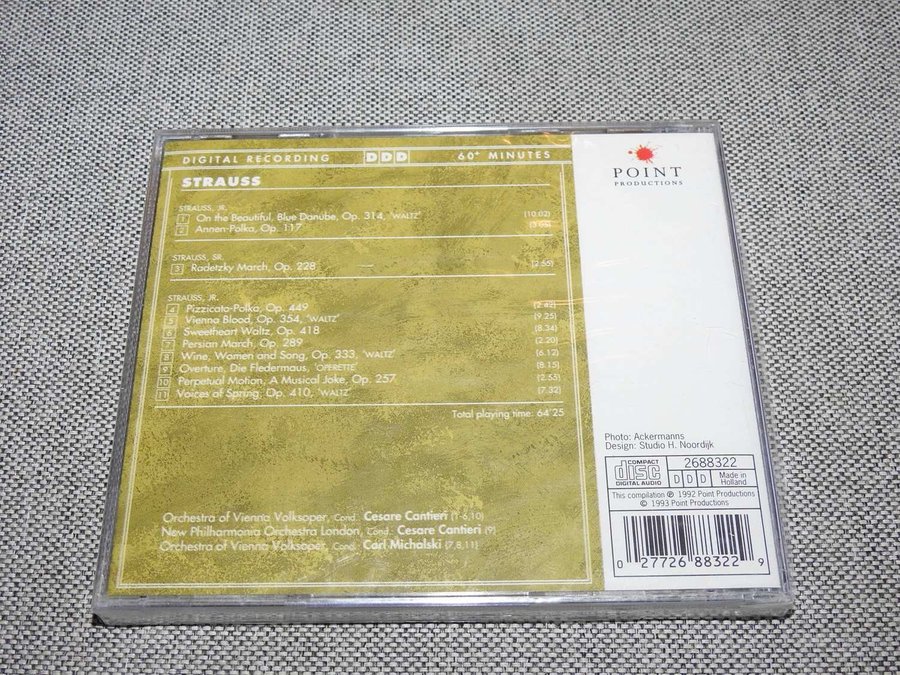 DIGITAL RECORDING DDD 60+ MINUTES
STRAUSS
STRAUSS, JR.
1 On the Beautiful, Blue Danube, Op. 314, 'WALTZ' (10.02)
2 Annen-Polka, Op. 117
STRAUSS, SR.
3 Radetzky March, Op. 228 (2.55)
STRAUSS, JR.
4 Pizzicato-Polka, Op. 449 (2.42)
5 Vienna Blood, Op. 354, 'WALTZ' (9.25)
6 Sweetheart Waltz, Op. 418 (8.34)
7 Persian March, Op. 289 (2.20)
8 Wine, Women and Song, Op. 333, 'WALTZ' (6.12)
9 Overture, Die Fledermaus, 'OPERETTE' (8.15)
10 Perpetual Motion, A Musical Joke, Op. 257 (2.55)
11 Voices of Spring, Op. 410, 'WALTZ' (7.32)
Total playing time: 64'25
Orchestra of Vienna Volksoper, Cond. Cesare Cantieri (1-6,10)
New Philharmonia Orchestra London, Cond. Cesare Cantieri (9)
Orchestra of Vienna Volksoper, Cond. Carl Michalski (7,8,11)
POINT
PRODUCTIONS
Photo: Ackermanns
Design: Studio H. Noordijk
COMPACT disc DIGITAL AUDIO
2688322
DDD
Made in Holland
This compilation ℗ 1992 Point Productions
© 1993 Point Productions
0 27726 88322 9